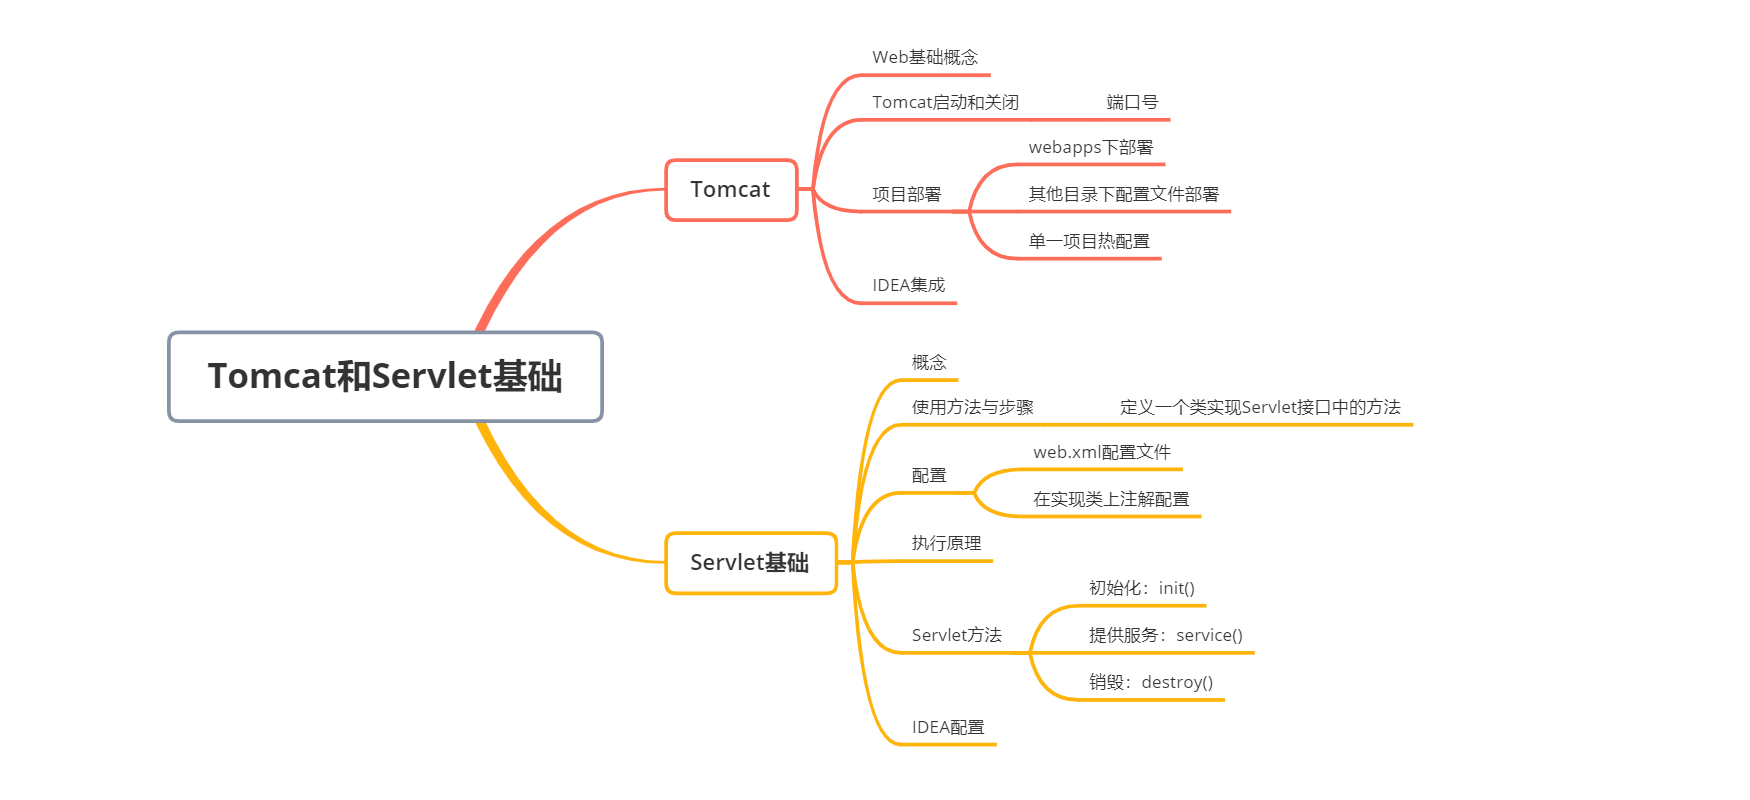 Tomcat和Servlet基础
Tomcat
Web基础概念
Tomcat启动和关闭
端口号
项目部署
webapps下部署
其他目录下配置文件部署
单一项目热配置
IDEA集成
Servlet基础
概念
使用方法与步骤
定义一个类实现Servlet接口中的方法
配置
web.xml配置文件
在实现类上注解配置
执行原理
Servlet方法
初始化：init()
提供服务：service()
销毁：destroy()
IDEA配置